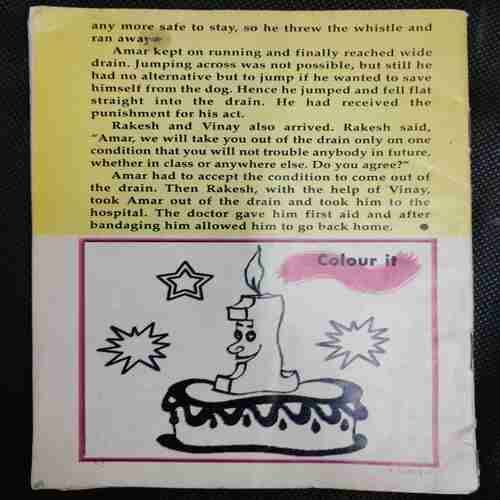 any more safe to stay, so he threw the whistle and
ran away.
Amar kept on running and finally reached wide
drain. Jumping across was not possible, but still he
had no alternative but to jump if he wanted to save
himself from the dog. Hence he jumped and fell flat
straight into the drain. He had received the
punishment for his act.
Rakesh and Vinay also arrived. Rakesh said,
"Amar, we will take you out of the drain only on one
condition that you will not trouble anybody in future,
whether in class or anywhere else. Do you agree?"
Amar had to accept the condition to come out of
the drain. Then Rakesh, with the help of Vinay,
took Amar out of the drain and took him to the
hospital. The doctor gave him first aid and after
bandaging him allowed him to go back home. ●
Colour it